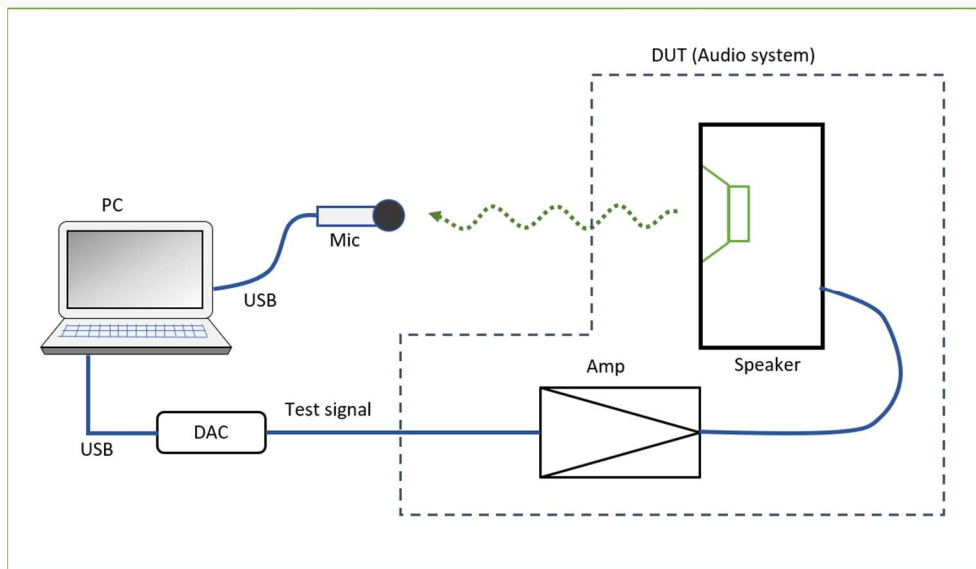 DUT (Audio system)
PC
Mic
USB
Speaker
Amp
Test signal
DAC
USB